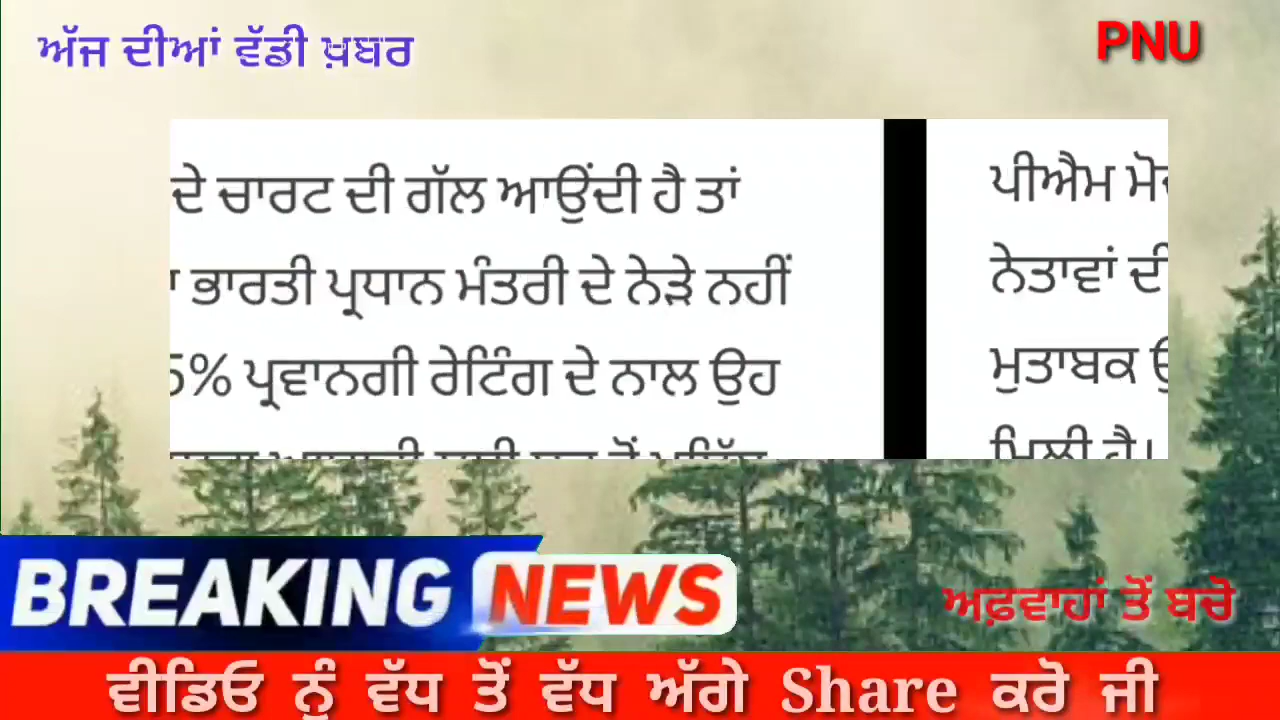 ਅੱਜ ਦੀਆਂ ਵੱਡੀ ਖ਼ਬਰ
PNU
ਦੇ ਚਾਰਟ ਦੀ ਗੱਲ ਆਉਂਦੀ ਹੈ ਤਾਂ
ਭਾਰਤੀ ਪ੍ਰਧਾਨ ਮੰਤਰੀ ਦੇ ਨੇੜੇ ਨਹੀਂ
5% ਪ੍ਰਵਾਨਗੀ ਰੇਟਿੰਗ ਦੇ ਨਾਲ ਉਹ
ਪੀਐਮ
ਨੇਤਾਵਾਂ ਦੀ
ਮੁਤਾਬਕ
ਮਿਲੀ ਹੈ।
BREAKING NEWS
ਅਫ਼ਵਾਹਾਂ ਤੋਂ ਬਚੋ
ਵੀਡਿਓ ਨੂੰ ਵੱਧ ਤੋਂ ਵੱਧ ਅੱਗੇ Share ਕਰੋ ਜੀ